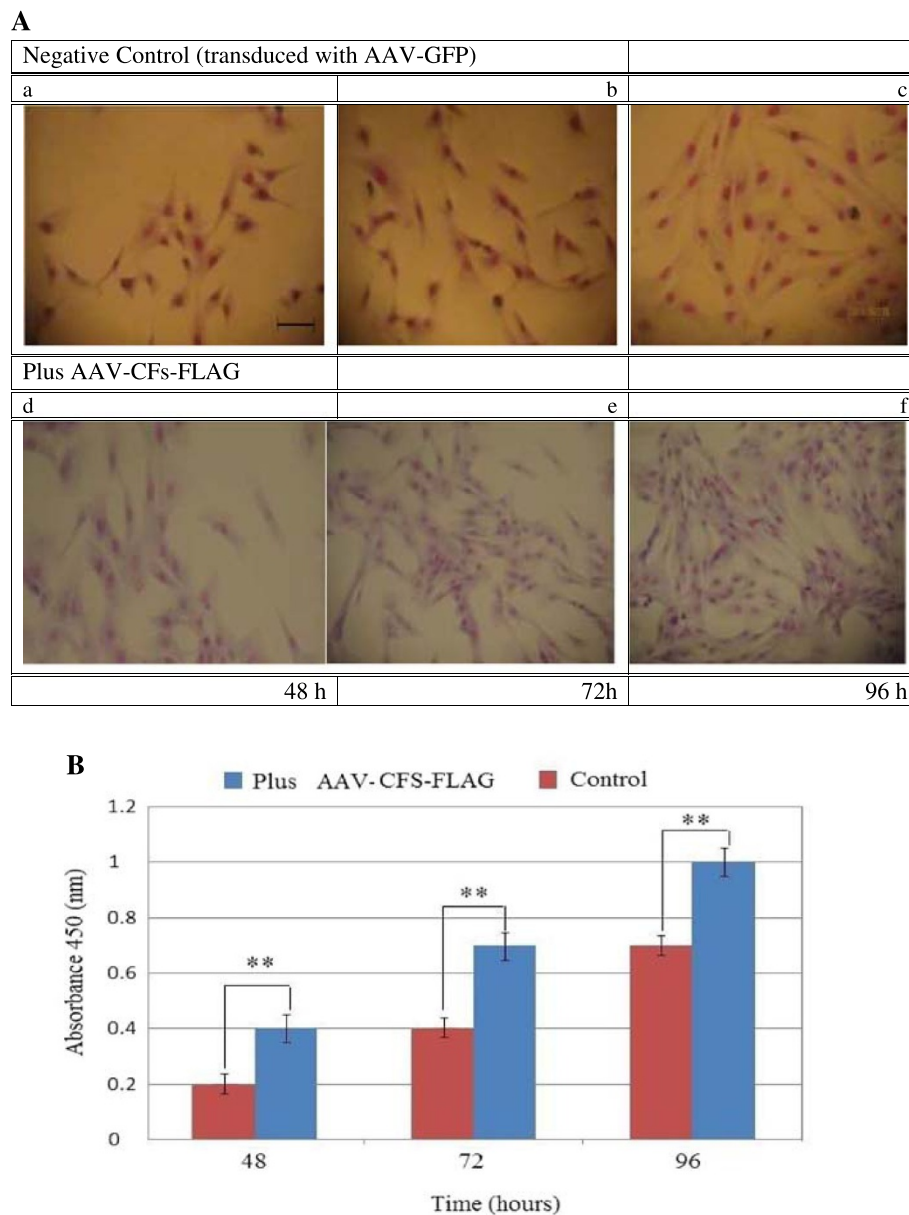 A
Negative Control (transduced with AAV-GFP)
a b c
Plus AAV-CFs-FLAG
d e f
48 h 72h 96 h
B
Plus AAV-CFS-FLAG Control
Absorbance 450 (nm)
1.2
1
0.8
0.6
0.4
0.2
0
**
**
**
48 72 96
Time (hours)